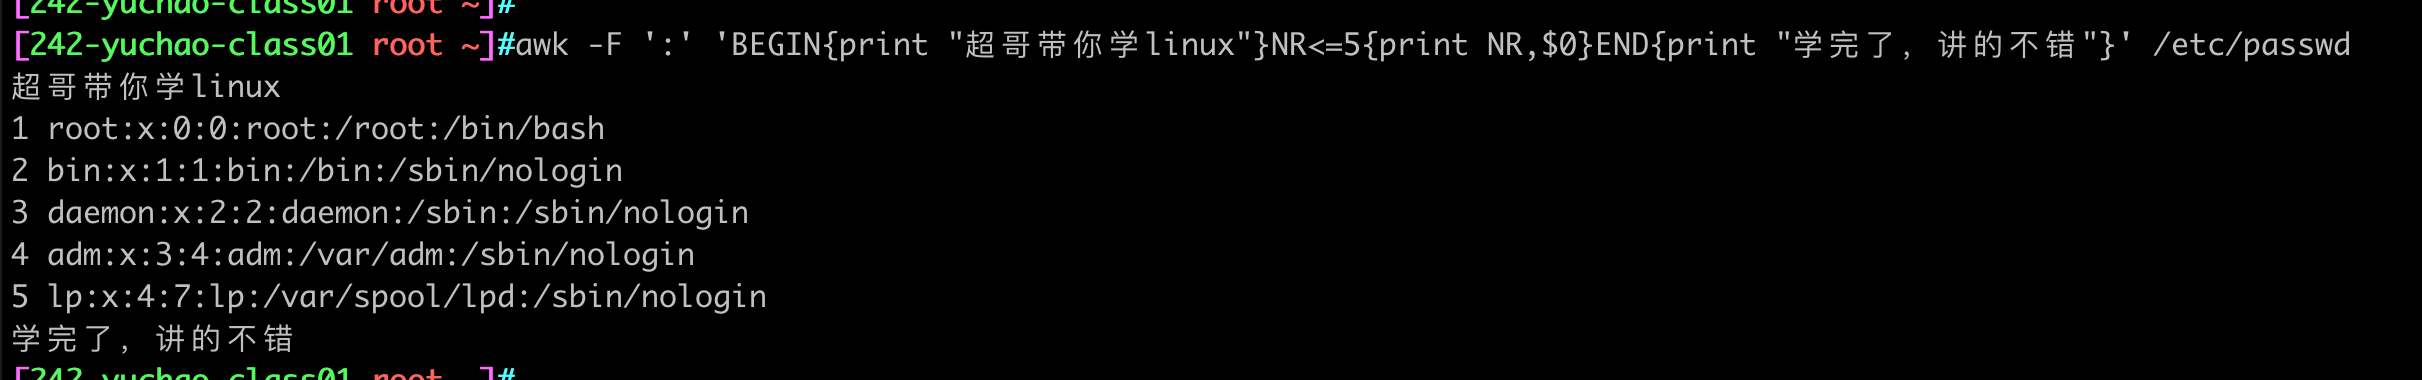 [242-yuchao-class01 root ~]#
[242-yuchao-class01 root ~]#awk -F ':' 'BEGIN{print "超哥带你学linux"}NR<=5{print NR,$0}END{print "学完了，讲的不错"}' /etc/passwd
超哥带你学linux
1 root:x:0:0:root:/root:/bin/bash
2 bin:x:1:1:bin:/bin:/sbin/nologin
3 daemon:x:2:2:daemon:/sbin:/sbin/nologin
4 adm:x:3:4:adm:/var/adm:/sbin/nologin
5 lp:x:4:7:lp:/var/spool/lpd:/sbin/nologin
学完了，讲的不错
[242-yuchao-class01 root ~]#